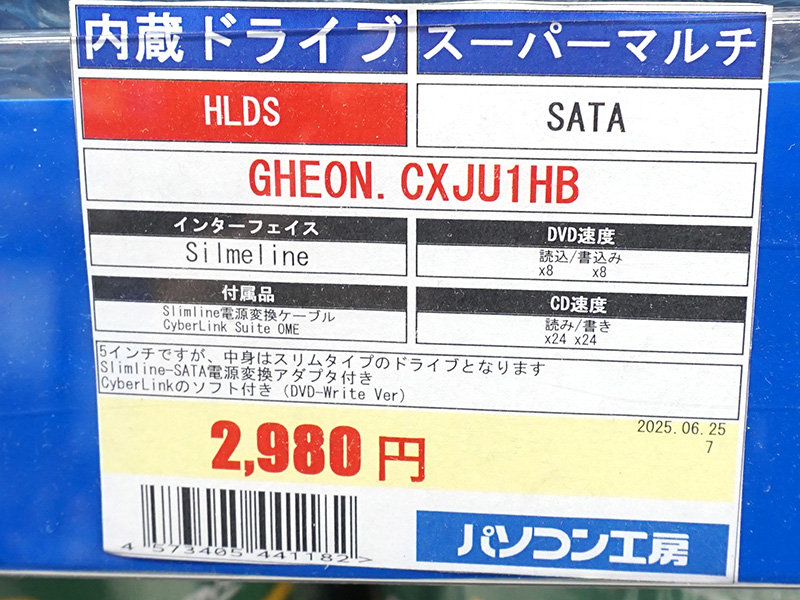 内蔵ドライブ
スーパーマルチ
HLDS
SATA
GHEON. CXJU1HB
インターフェイス
Silmeline
DVD速度
読込/書込み
x8 x8
付属品
Slimline電源変換ケーブル
CyberLink Suite OME
CD速度
読み/書き
x24 x24
5インチですが、中身はスリムタイプのドライブとなります
Slimline-SATA電源変換アダプタ付き
CyberLinkのソフト付き（DVD-Write Ver)
2,980 円
2025.06.25
7
4 573405 441182>
パソコン工房